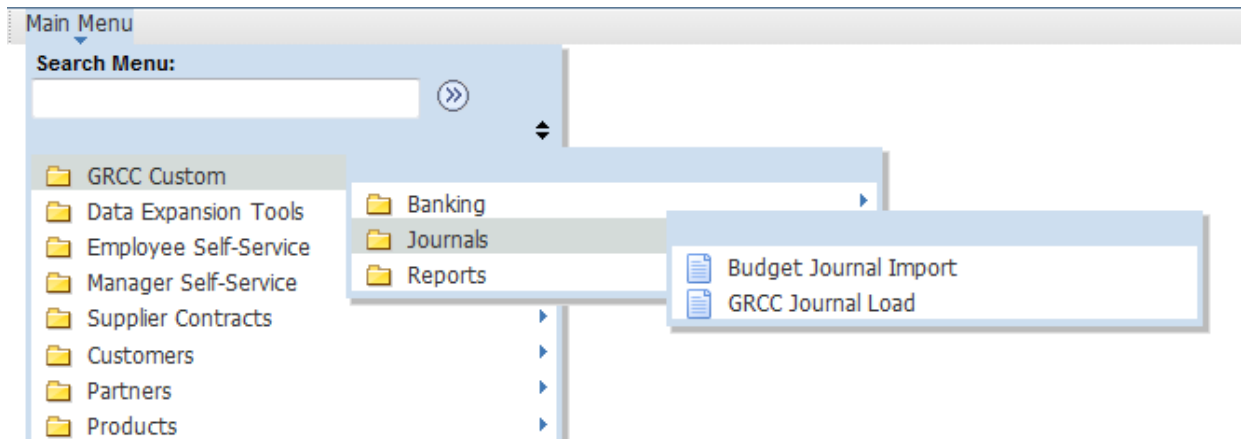 Main Menu
Search Menu:
GRCC Custom
Data Expansion Tools
Employee Self-Service
Manager Self-Service
Supplier Contracts
Customers
Partners
Products
Banking
Journals
Reports
Budget Journal Import
GRCC Journal Load